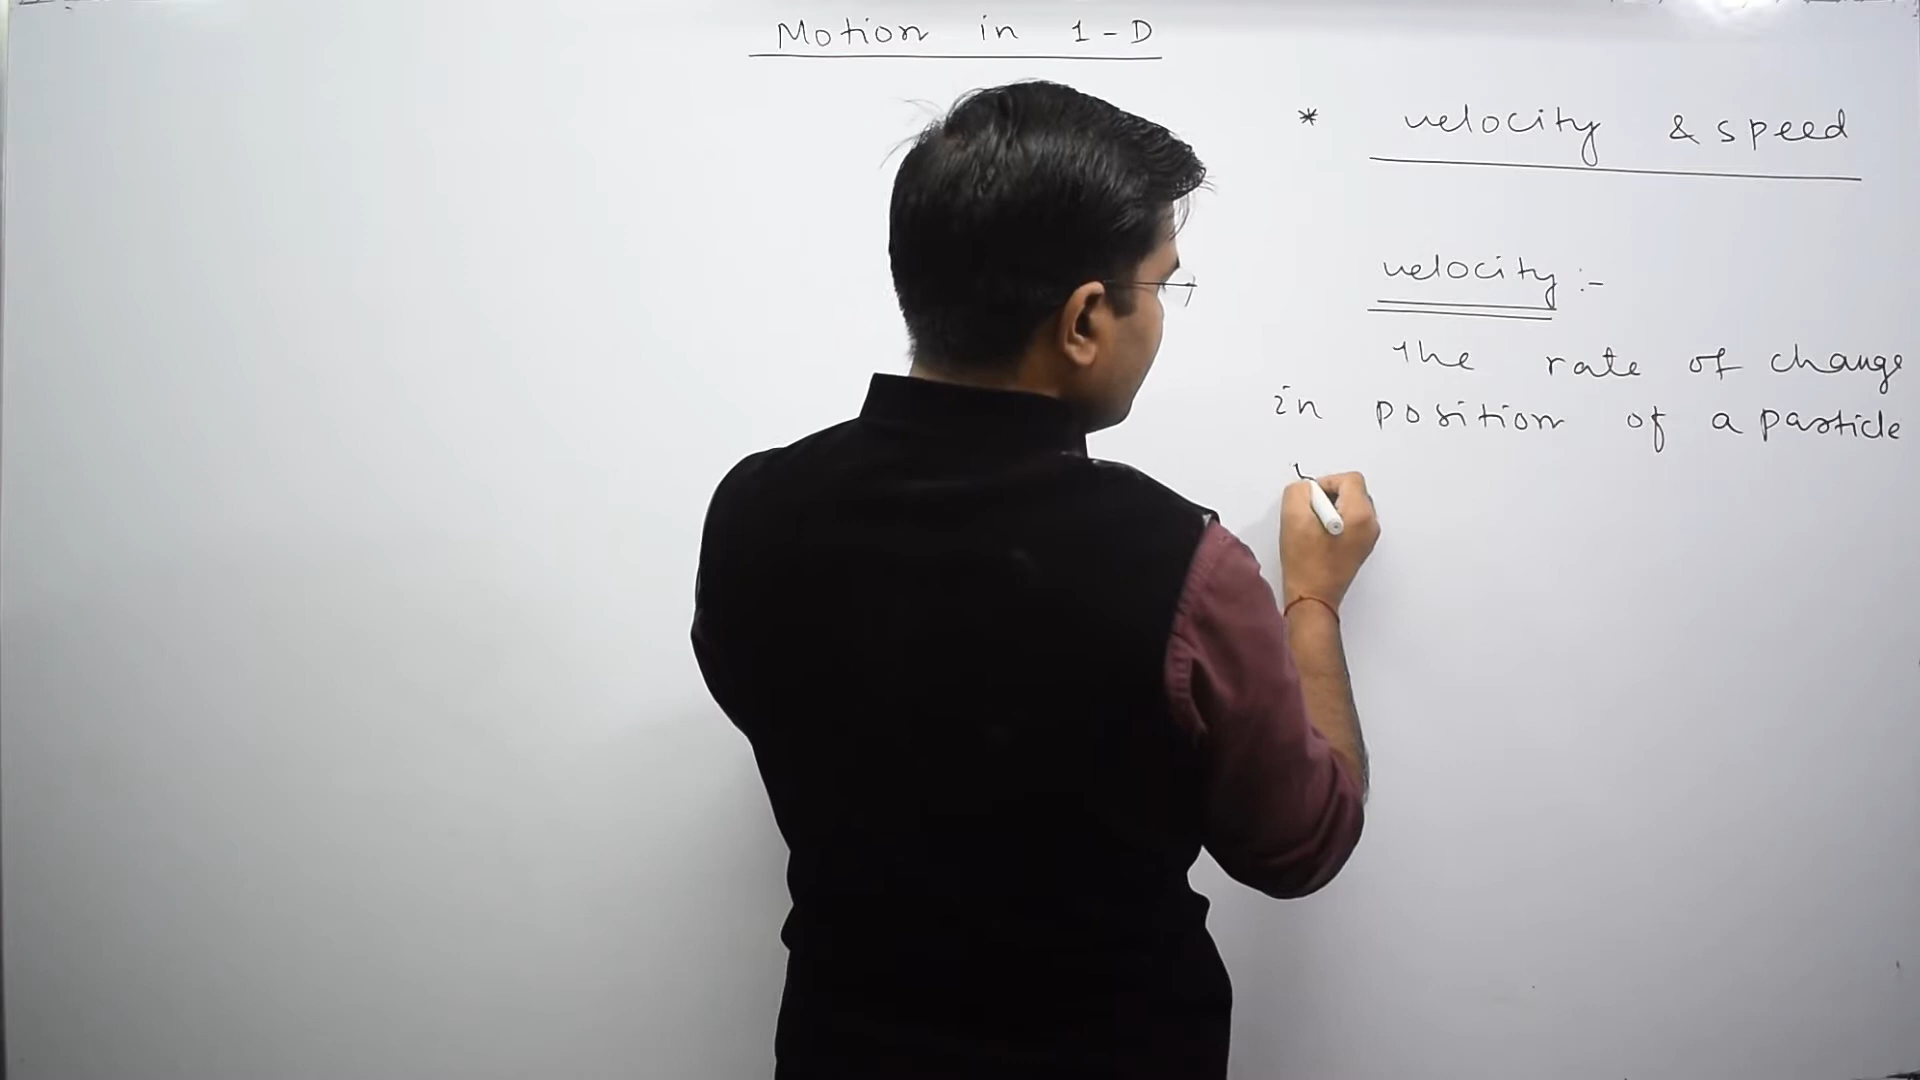 Motion in 1-D
* velocity & speed
velocity :-
The rate of change
in position of a particle